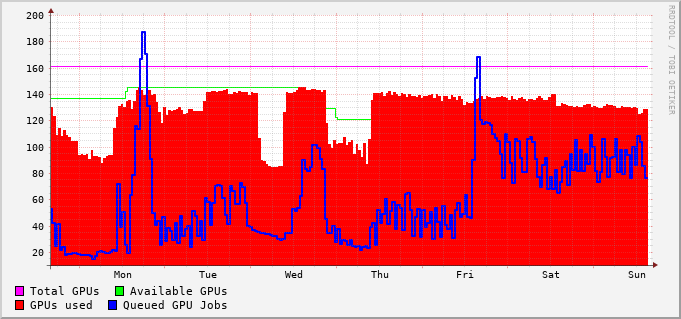 200
180
160
140
120
100
80
60
40
20
Mon Tue Wed Thu Fri Sat Sun
Total GPUs Available GPUs
GPUs used Queued GPU Jobs
RRDTOOL / TOBI OETIKER